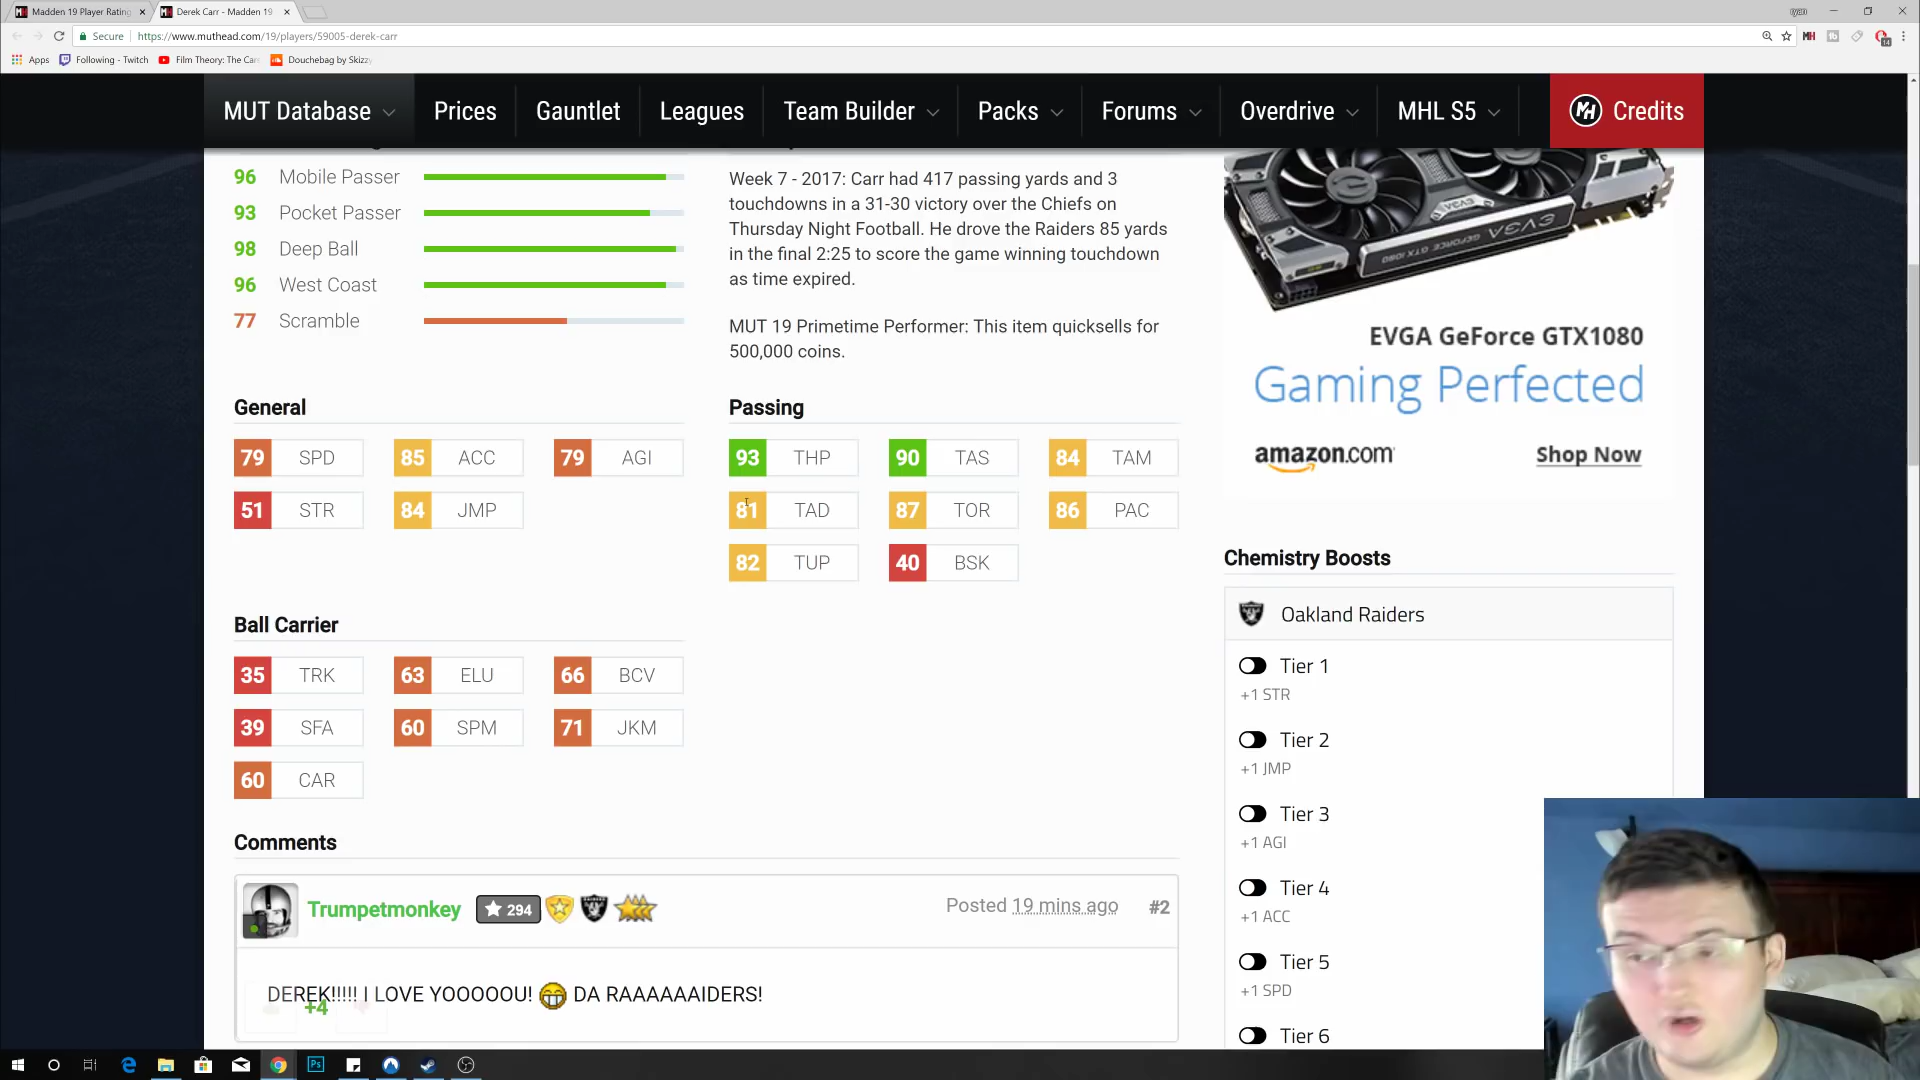 Madden 19 Player Rating
Derek Carr - Madden 19
ryan
Secure
https://www.muthead.com/19/players/59005-derek-carr
Apps
Following - Twitch
Film Theory: The Car
Douchebag by Skizzy
MUT Database
Prices
Gauntlet
Leagues
Team Builder
Packs
Forums
Overdrive
MHL S5
Credits
96 Mobile Passer
93 Pocket Passer
98 Deep Ball
96 West Coast
77 Scramble
Week 7 - 2017: Carr had 417 passing yards and 3
touchdowns in a 31-30 victory over the Chiefs on
Thursday Night Football. He drove the Raiders 85 yards
in the final 2:25 to score the game winning touchdown
as time expired.
MUT 19 Primetime Performer: This item quicksells for
500,000 coins.
General
79 SPD 85 ACC 79 AGI
51 STR 84 JMP
Passing
93 THP 90 TAS 84 TAM
81 TAD 87 TOR 86 PAC
82 TUP 40 BSK
Ball Carrier
35 TRK 63 ELU 66 BCV
39 SFA 60 SPM 71 JKM
60 CAR
Comments
Trumpetmonkey 294 Posted 19 mins ago #2
DEREK!!!!! I LOVE YOOOOOU! DA RAAAAAAIDERS!
+4
EVGA GEFORCE GTX 1080
EVGA
EVGA GeForce GTX1080
Gaming Perfected
amazon.com Shop Now
Chemistry Boosts
Oakland Raiders
Tier 1
+1 STR
Tier 2
+1 JMP
Tier 3
+1 AGI
Tier 4
+1 ACC
Tier 5
+1 SPD
Tier 6